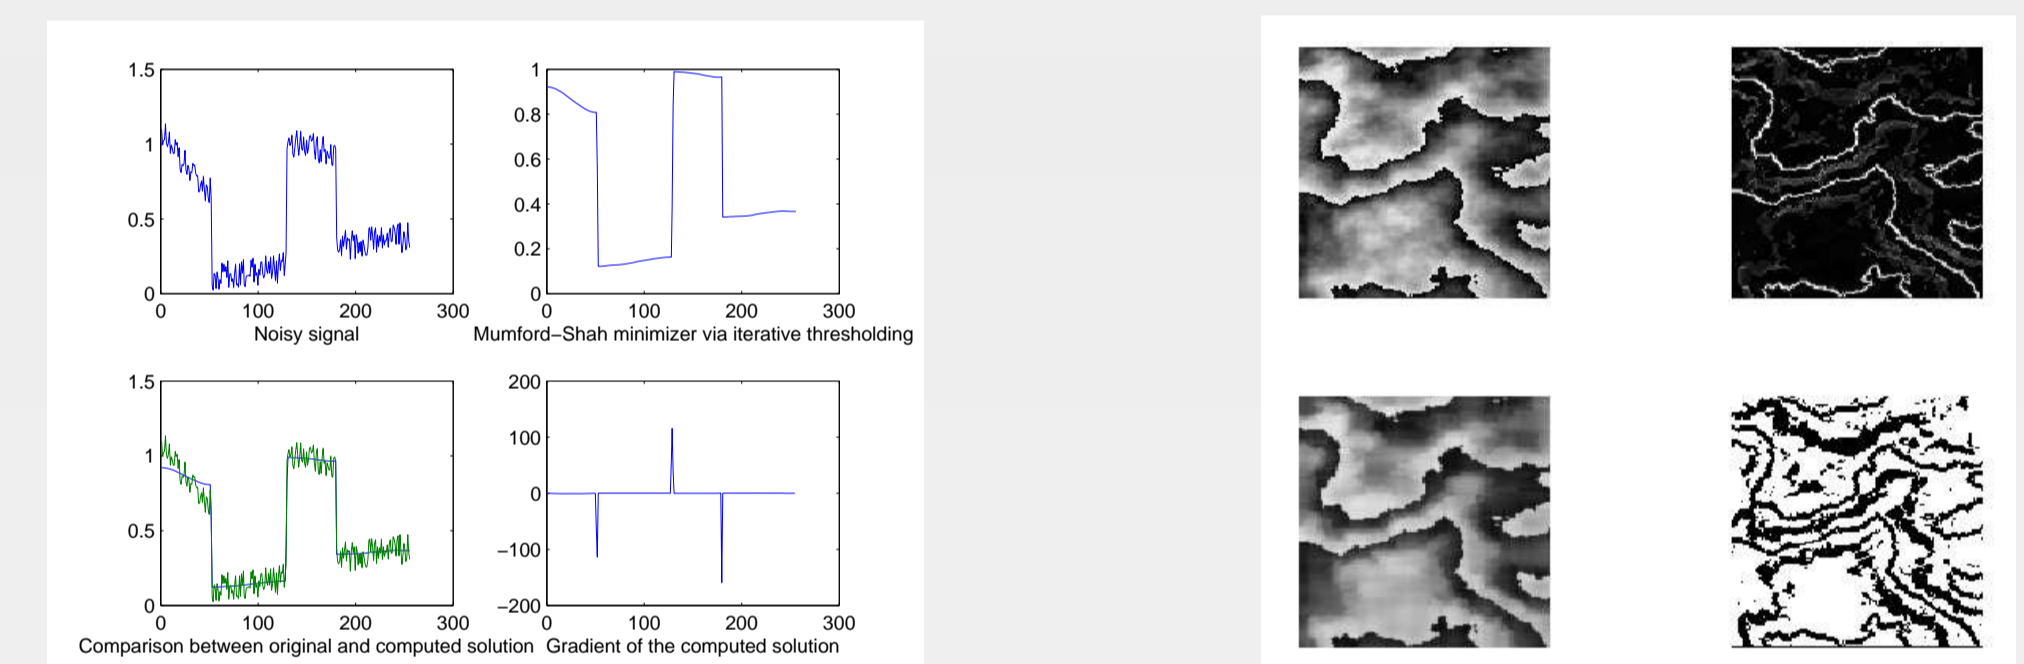 1.5
1
0.5
0
0 100 200 300
Noisy signal
1
0.8
0.6
0.4
0.2
0
0 100 200 300
Mumford−Shah minimizer via iterative thresholding
1.5
1
0.5
0
0 100 200 300
Comparison between original and computed solution
200
100
0
−100
−200
0 100 200 300
Gradient of the computed solution